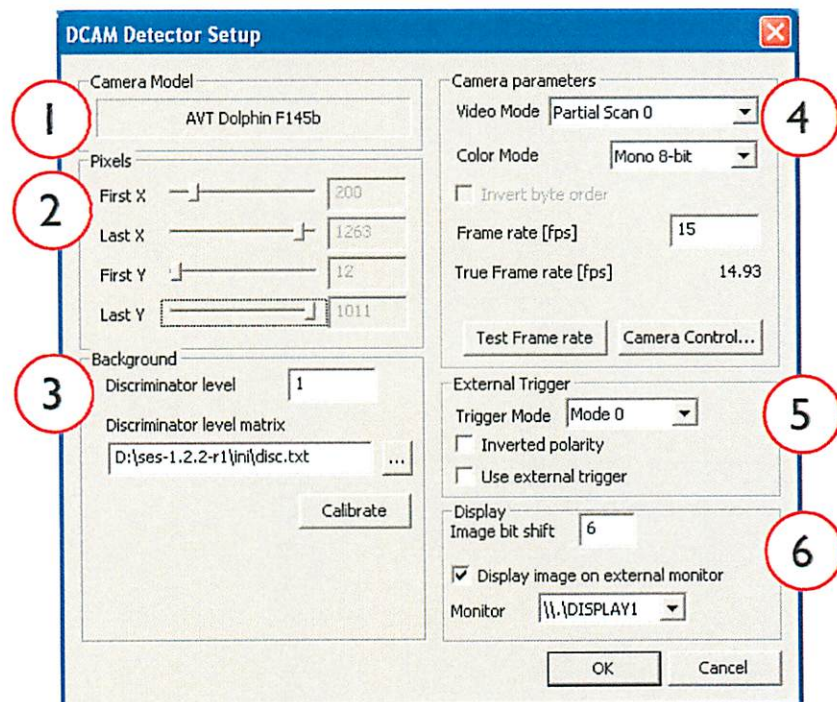 DCAM Detector Setup
1
Camera Model
AVT Dolphin F145b
2
Pixels
First X 200
Last X 1263
First Y 12
Last Y 1011
3
Background
Discriminator level 1
Discriminator level matrix
D:\ses-1.2.2-r1\ini\disc.txt ...
Calibrate
4
Camera parameters
Video Mode Partial Scan 0
Color Mode Mono 8-bit
Invert byte order
Frame rate [fps] 15
True Frame rate [fps] 14.93
Test Frame rate Camera Control...
5
External Trigger
Trigger Mode Mode 0
Inverted polarity
Use external trigger
6
Display
Image bit shift 6
Display image on external monitor
Monitor \\.\DISPLAY1
OK Cancel